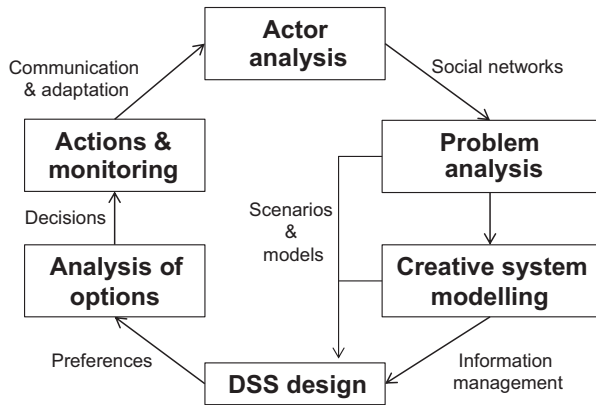 Actor
analysis
Communication
& adaptation
Social networks
Actions &
monitoring
Problem
analysis
Scenarios
&
models
Decisions
Analysis of
options
Creative system
modelling
Preferences
DSS design
Information
management